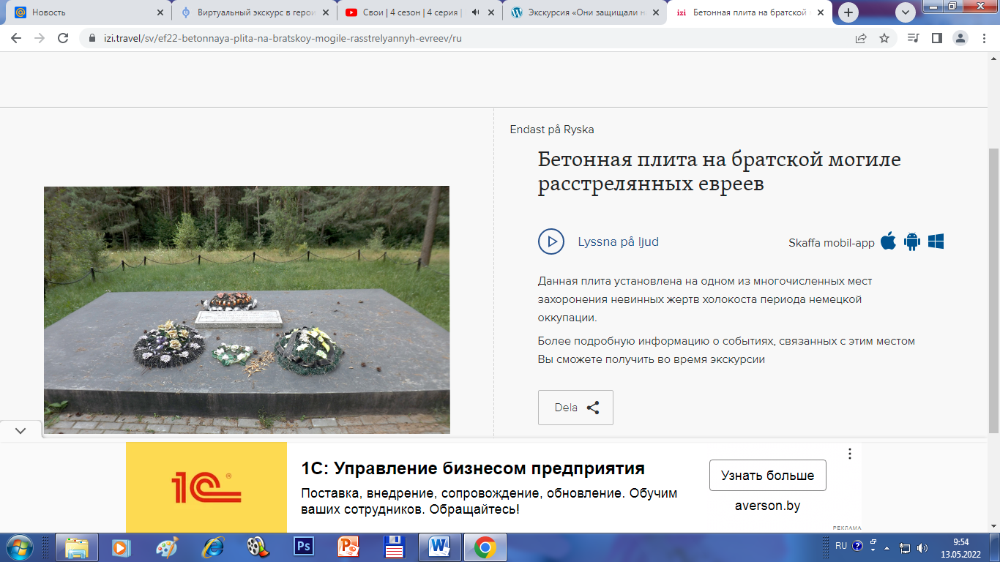 Новость
Виртуальный экскурс в герои
Свои | 4 сезон | 4 серия |
Экскурсия «Они защищали н
izi
Бетонная плита на братской
izi.travel/sv/ef22-betonnaya-plita-na-bratskoy-mogile-rasstrelyannyh-evreev/ru
Endast på Ryska
Бетонная плита на братской могиле
расстрелянных евреев
Lyssna på ljud
Skaffa mobil-app
Данная плита установлена на одном из многочисленных мест
захоронения невинных жертв холокоста периода немецкой
оккупации.
Более подробную информацию о событиях, связанных с этим местом
Вы сможете получить во время экскурсии
Dela
1С®
1С: Управление бизнесом предприятия
Поставка, внедрение, сопровождение, обновление. Обучим
ваших сотрудников. Обращайтесь!
Узнать больше
averson.by
РЕКЛАМА
Ps
RU
9:54
13.05.2022